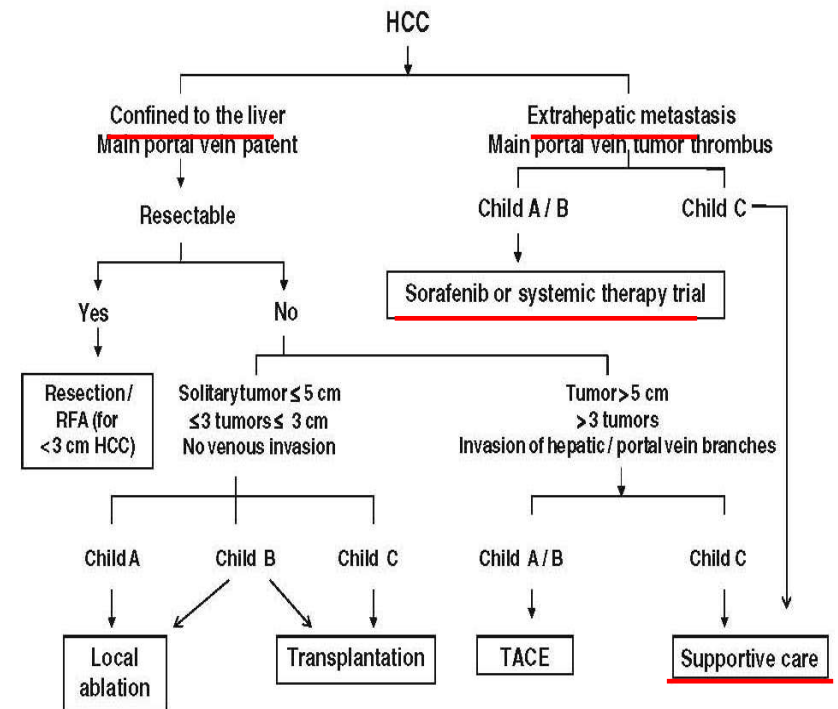 HCC
Confined to the liver
Main portal vein patent
Extrahepatic metastasis
Main portal vein tumor thrombus
Resectable
Child A / B
Child C
Sorafenib or systemic therapy trial
Yes
No
Resection /
RFA (for
<3 cm HCC)
Solitary tumor ≤ 5 cm
≤3 tumors ≤ 3 cm
No venous invasion
Tumor > 5 cm
> 3 tumors
Invasion of hepatic / portal vein branches
Child A
Child B
Child C
Child A / B
Child C
Local
ablation
Transplantation
TACE
Supportive care